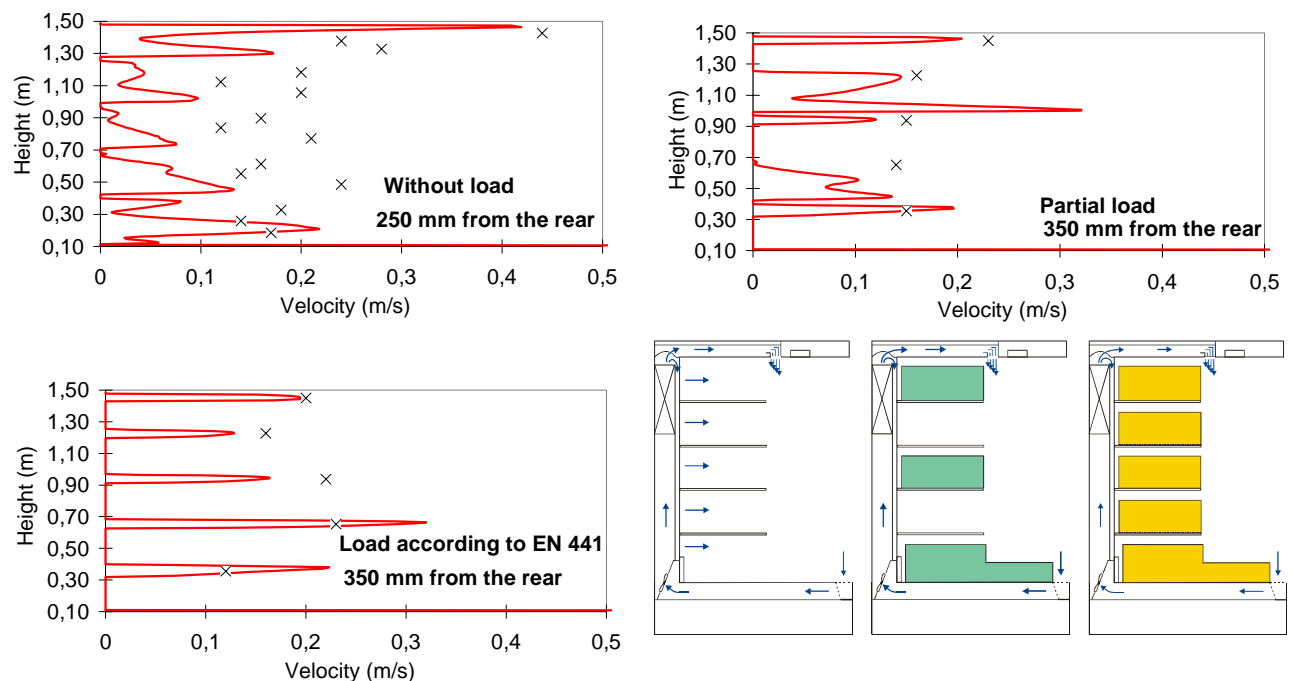 1,50
1,30
1,10
0,90
0,70
0,50
0,30
0,10
Height (m)
Without load
250 mm from the rear
0 0,1 0,2 0,3 0,4 0,5
Velocity (m/s)
1,50
1,30
1,10
0,90
0,70
0,50
0,30
0,10
Height (m)
Partial load
350 mm from the rear
0 0,1 0,2 0,3 0,4 0,5
Velocity (m/s)
1,50
1,30
1,10
0,90
0,70
0,50
0,30
0,10
Height (m)
Load according to EN 441
350 mm from the rear
0 0,1 0,2 0,3 0,4 0,5
Velocity (m/s)